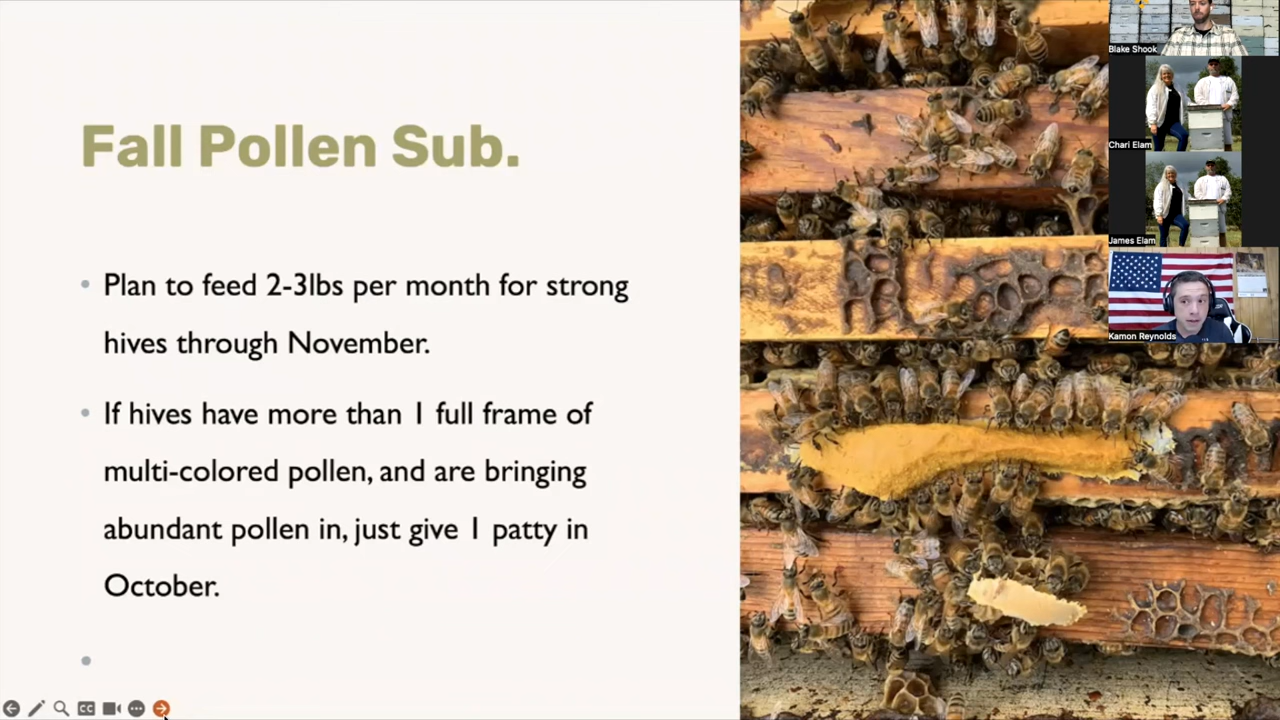 Fall Pollen Sub.
Plan to feed 2-3lbs per month for strong
hives through November.
If hives have more than 1 full frame of
multi-colored pollen, and are bringing
abundant pollen in, just give 1 patty in
October.
Blake Shook
Chari Elam
James Elam
Kamon Reynolds
CC